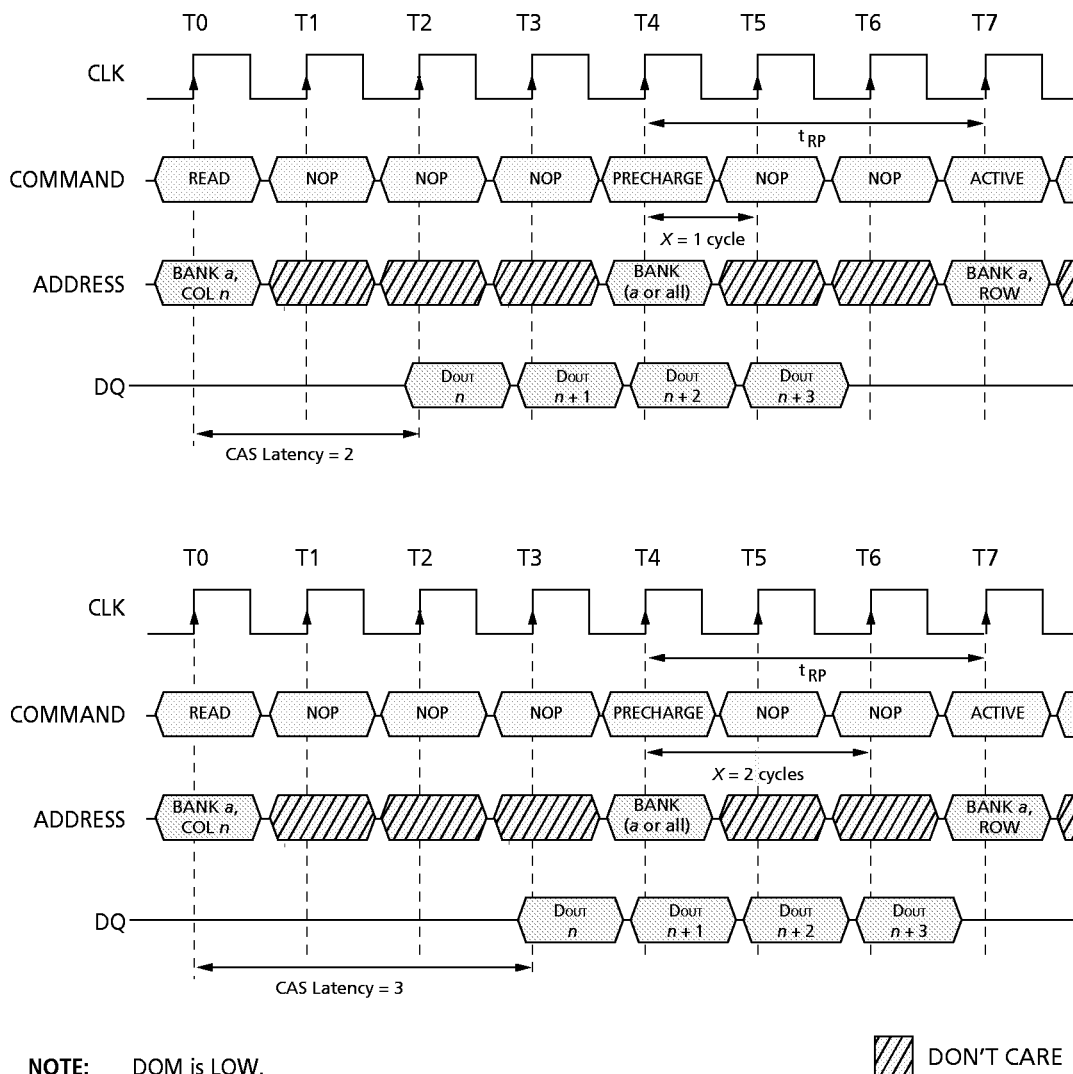 T0 T1 T2 T3 T4 T5 T6 T7
CLK
tRP
COMMAND READ NOP NOP NOP PRECHARGE NOP NOP ACTIVE
X = 1 cycle
ADDRESS BANK a, COL n BANK (a or all) BANK a, ROW
DQ DOUT n DOUT n + 1 DOUT n + 2 DOUT n + 3
CAS Latency = 2
T0 T1 T2 T3 T4 T5 T6 T7
CLK
tRP
COMMAND READ NOP NOP NOP PRECHARGE NOP NOP ACTIVE
X = 2 cycles
ADDRESS BANK a, COL n BANK (a or all) BANK a, ROW
DQ DOUT n DOUT n + 1 DOUT n + 2 DOUT n + 3
CAS Latency = 3
NOTE: DQM is LOW.
DON'T CARE